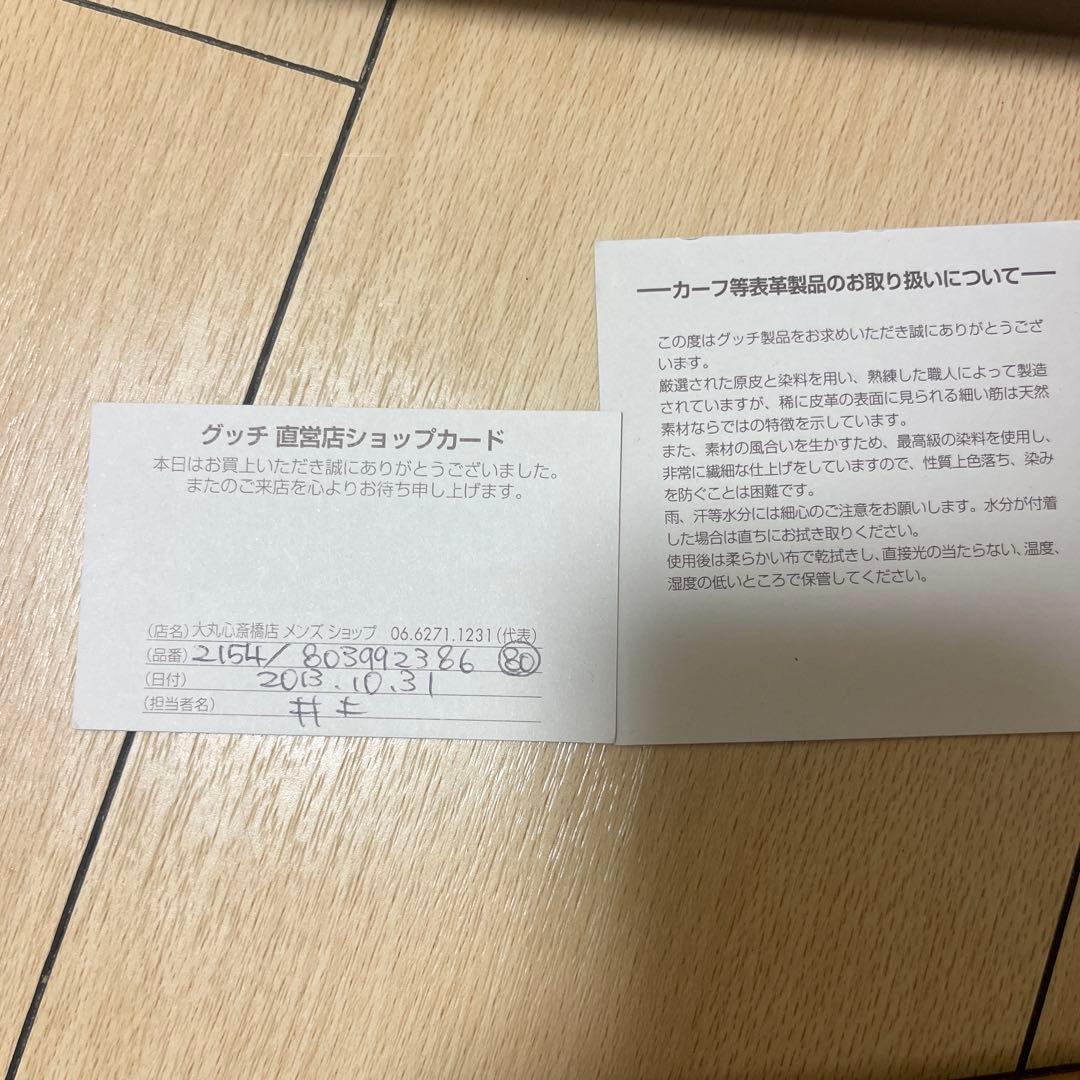 グッチ 直営店ショップカード
本日はお買上いただき誠にありがとうございました。
またのご来店を心よりお待ち申し上げます。
(店名) 大丸心斎橋店 メンズ ショップ 06.6271.1231 (代表)
(品番) 2154/ 803992386 80
(日付) 2013.10.31
(担当者名)
カーフ等表革製品のお取り扱いについて
この度はグッチ製品をお求めいただき誠にありがとうござ
います。
厳選された原皮と染料を用い、熟練した職人によって製造
されていますが、稀に皮革の表面に見られる細い筋は天然
素材ならではの特徴を示しています。
また、素材の風合いを生かすため、最高級の染料を使用し、
非常に繊細な仕上げをしていますので、性質上色落ち、染み
を防ぐことは困難です。
雨、汗等水分には細心のご注意をお願いします。水分が付着
した場合は直ちにお拭き取りください。
使用後は柔らかい布で乾拭きし、直接光の当たらない、温度、
湿度の低いところで保管してください。